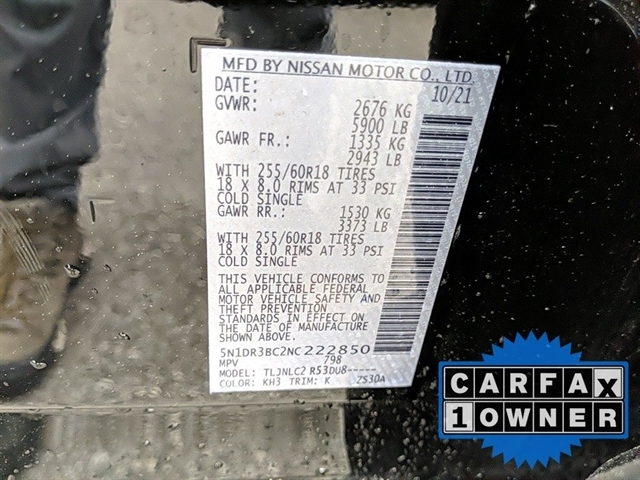 MFD BY NISSAN MOTOR CO., LTD.
DATE: 10/21
GVWR: 2676 KG
5900 LB
GAWR FR.: 1335 KG
2943 LB
WITH 255/60R18 TIRES
18 X 8.0 RIMS AT 33 PSI
COLD SINGLE
GAWR RR.: 1530 KG
3373 LB
WITH 255/60R18 TIRES
18 X 8.0 RIMS AT 33 PSI
COLD SINGLE
THIS VEHICLE CONFORMS TO
ALL APPLICABLE FEDERAL
MOTOR VEHICLE SAFETY AND
THEFT PREVENTION
STANDARDS IN EFFECT ON
THE DATE OF MANUFACTURE
SHOWN ABOVE.
5N1DR3BC2NC222850
MPV 798
MODEL: TLJNLC2 R53DU8-----
COLOR: KH3 TRIM: K ZS30A
CARFAX
1 OWNER